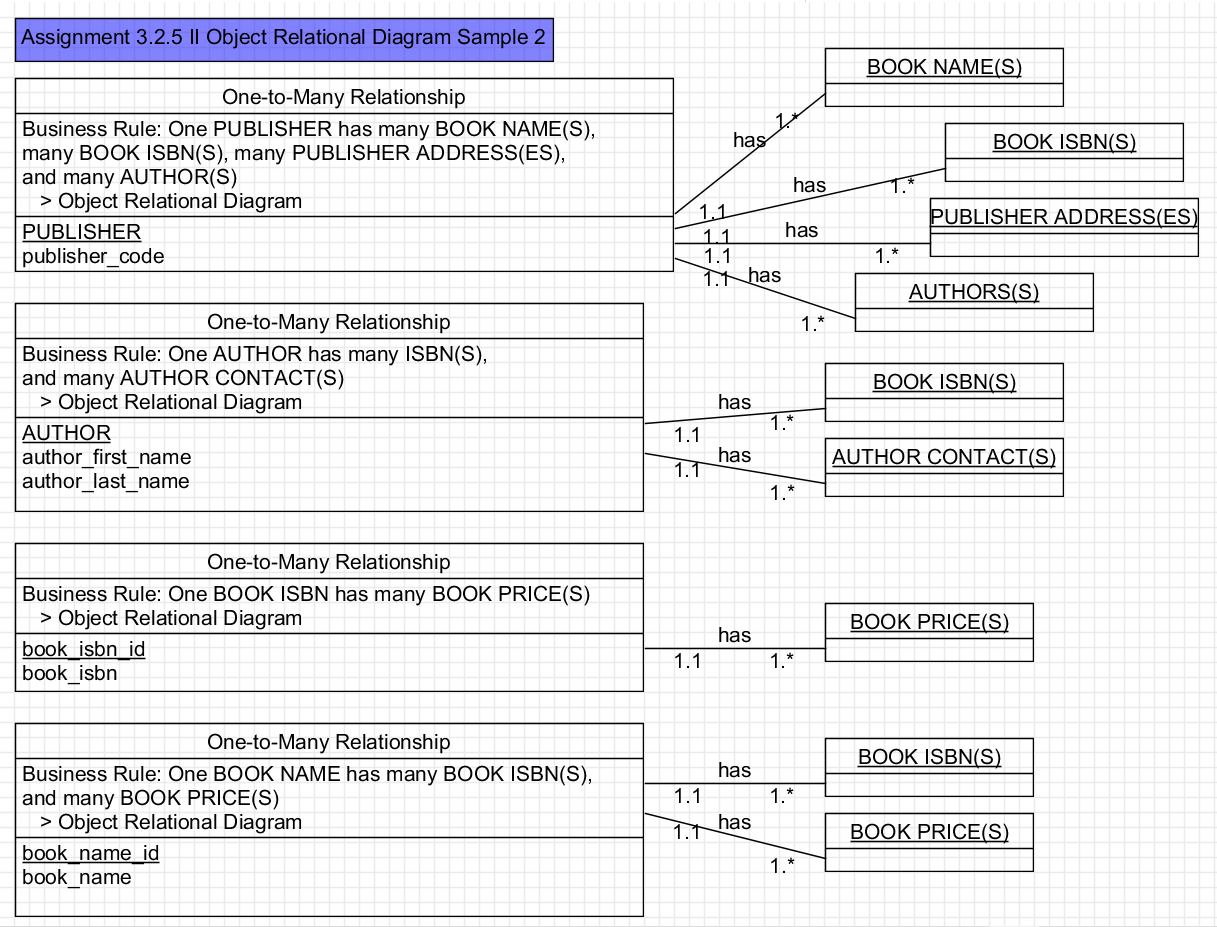 Assignment 3.2.5 II Object Relational Diagram Sample 2
One-to-Many Relationship
Business Rule: One PUBLISHER has many BOOK NAME(S),
many BOOK ISBN(S), many PUBLISHER ADDRESS(ES),
and many AUTHOR(S)
> Object Relational Diagram
PUBLISHER
publisher_code
has
1.*
BOOK NAME(S)
1.1
has
1.*
BOOK ISBN(S)
1.1
has
1.*
PUBLISHER ADDRESS(ES)
1.1
has
1.1
1.*
AUTHORS(S)
One-to-Many Relationship
Business Rule: One AUTHOR has many ISBN(S),
and many AUTHOR CONTACT(S)
> Object Relational Diagram
AUTHOR
author_first_name
author_last_name
has
1.1
1.*
BOOK ISBN(S)
has
1.1
1.*
AUTHOR CONTACT(S)
One-to-Many Relationship
Business Rule: One BOOK ISBN has many BOOK PRICE(S)
> Object Relational Diagram
book_isbn_id
book_isbn
has
1.1
1.*
BOOK PRICE(S)
One-to-Many Relationship
Business Rule: One BOOK NAME has many BOOK ISBN(S),
and many BOOK PRICE(S)
> Object Relational Diagram
book_name_id
book_name
has
1.1
1.*
BOOK ISBN(S)
has
1.1
1.*
BOOK PRICE(S)